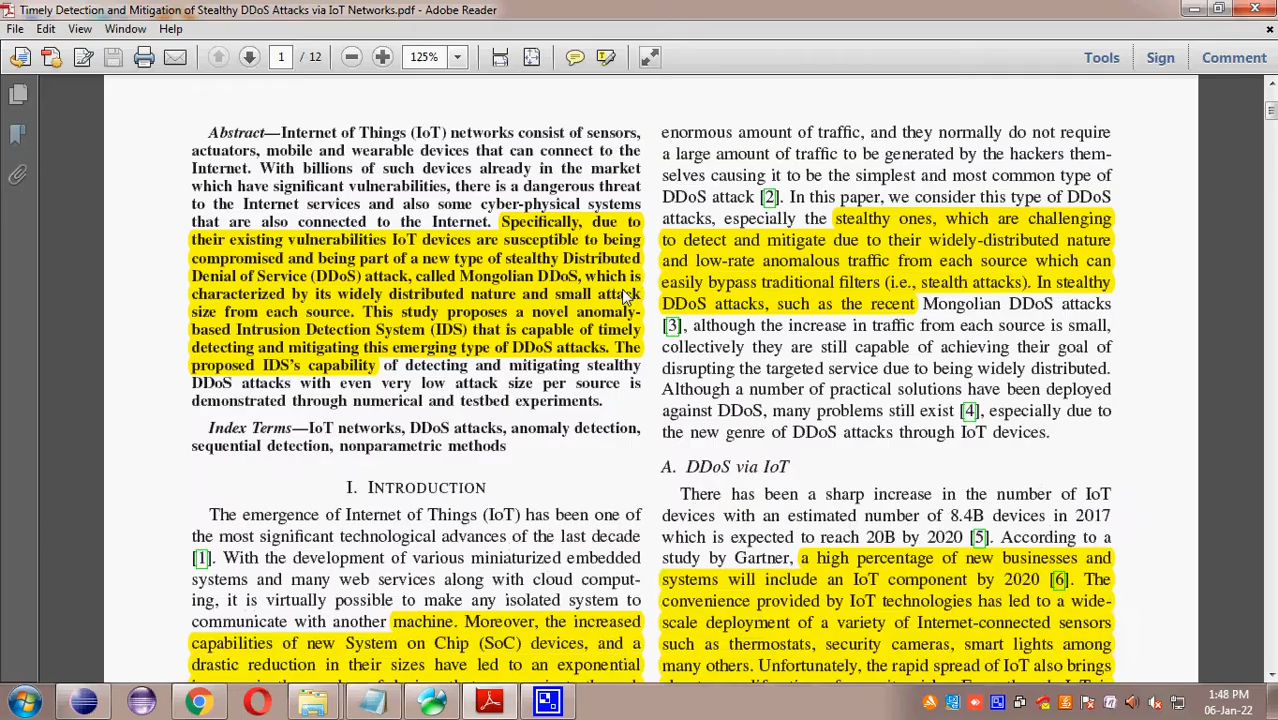 Timely Detection and Mitigation of Stealthy DDoS Attacks via IoT Networks.pdf - Adobe Reader
File Edit View Window Help
1 / 12 125% Tools Sign Comment
Abstract—Internet of Things (IoT) networks consist of sensors,
actuators, mobile and wearable devices that can connect to the
Internet. With billions of such devices already in the market
which have significant vulnerabilities, there is a dangerous threat
to the Internet services and also some cyber-physical systems
that are also connected to the Internet. Specifically, due to
their existing vulnerabilities IoT devices are susceptible to being
compromised and being part of a new type of stealthy Distributed
Denial of Service (DDoS) attack, called Mongolian DDoS, which is
characterized by its widely distributed nature and small attack
size from each source. This study proposes a novel anomaly-
based Intrusion Detection System (IDS) that is capable of timely
detecting and mitigating this emerging type of DDoS attacks. The
proposed IDS's capability of detecting and mitigating stealthy
DDoS attacks with even very low attack size per source is
demonstrated through numerical and testbed experiments.
Index Terms—IoT networks, DDoS attacks, anomaly detection,
sequential detection, nonparametric methods
I. INTRODUCTION
The emergence of Internet of Things (IoT) has been one of
the most significant technological advances of the last decade
[1]. With the development of various miniaturized embedded
systems and many web services along with cloud comput-
ing, it is virtually possible to make any isolated system to
communicate with another machine. Moreover, the increased
capabilities of new System on Chip (SoC) devices, and a
drastic reduction in their sizes have led to an exponential
enormous amount of traffic, and they normally do not require
a large amount of traffic to be generated by the hackers them-
selves causing it to be the simplest and most common type of
DDoS attack [2]. In this paper, we consider this type of DDoS
attacks, especially the stealthy ones, which are challenging
to detect and mitigate due to their widely-distributed nature
and low-rate anomalous traffic from each source which can
easily bypass traditional filters (i.e., stealth attacks). In stealthy
DDoS attacks, such as the recent Mongolian DDoS attacks
[3], although the increase in traffic from each source is small,
collectively they are still capable of achieving their goal of
disrupting the targeted service due to being widely distributed.
Although a number of practical solutions have been deployed
against DDoS, many problems still exist [4], especially due to
the new genre of DDoS attacks through IoT devices.
A. DDoS via IoT
There has been a sharp increase in the number of IoT
devices with an estimated number of 8.4B devices in 2017
which is expected to reach 20B by 2020 [5]. According to a
study by Gartner, a high percentage of new businesses and
systems will include an IoT component by 2020 [6]. The
convenience provided by IoT technologies has led to a wide-
scale deployment of a variety of Internet-connected sensors
such as thermostats, security cameras, smart lights among
many others. Unfortunately, the rapid spread of IoT also brings
1:48 PM
06-Jan-22